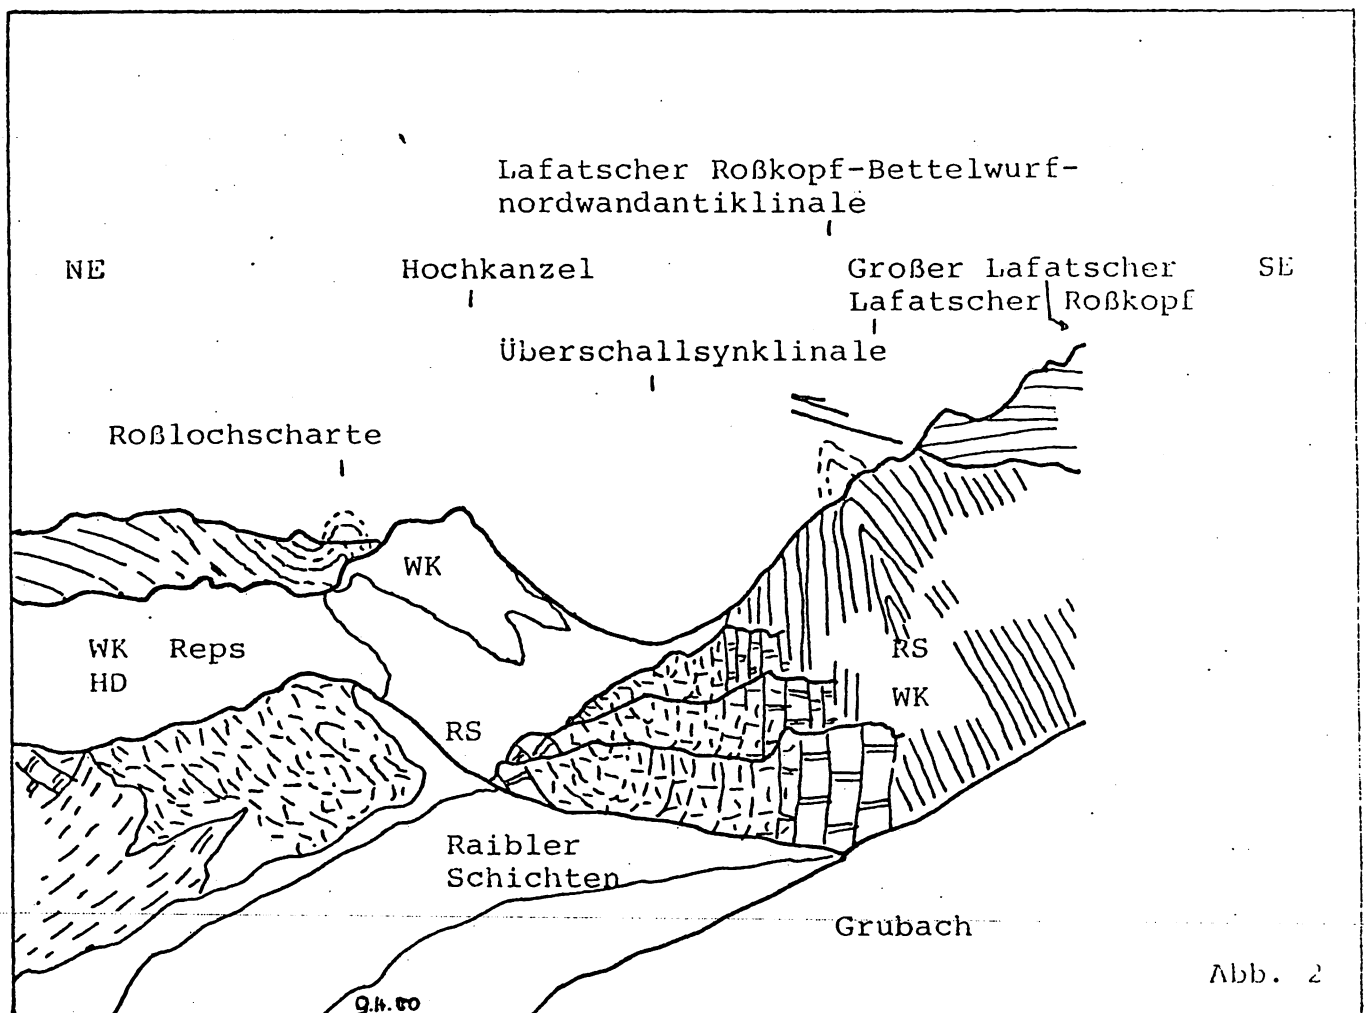 Lafatscher Roßkopf-Bettelwurf-
nordwandantiklinale
NE
Hochkanzel
Großer Lafatscher
SE
Lafatscher Roßkopf
Überschallsynklinale
Roßlochscharte
WK
WK Reps
HD
RS
WK
RS
Raibler
Schichten
Grubach
Abb. 2